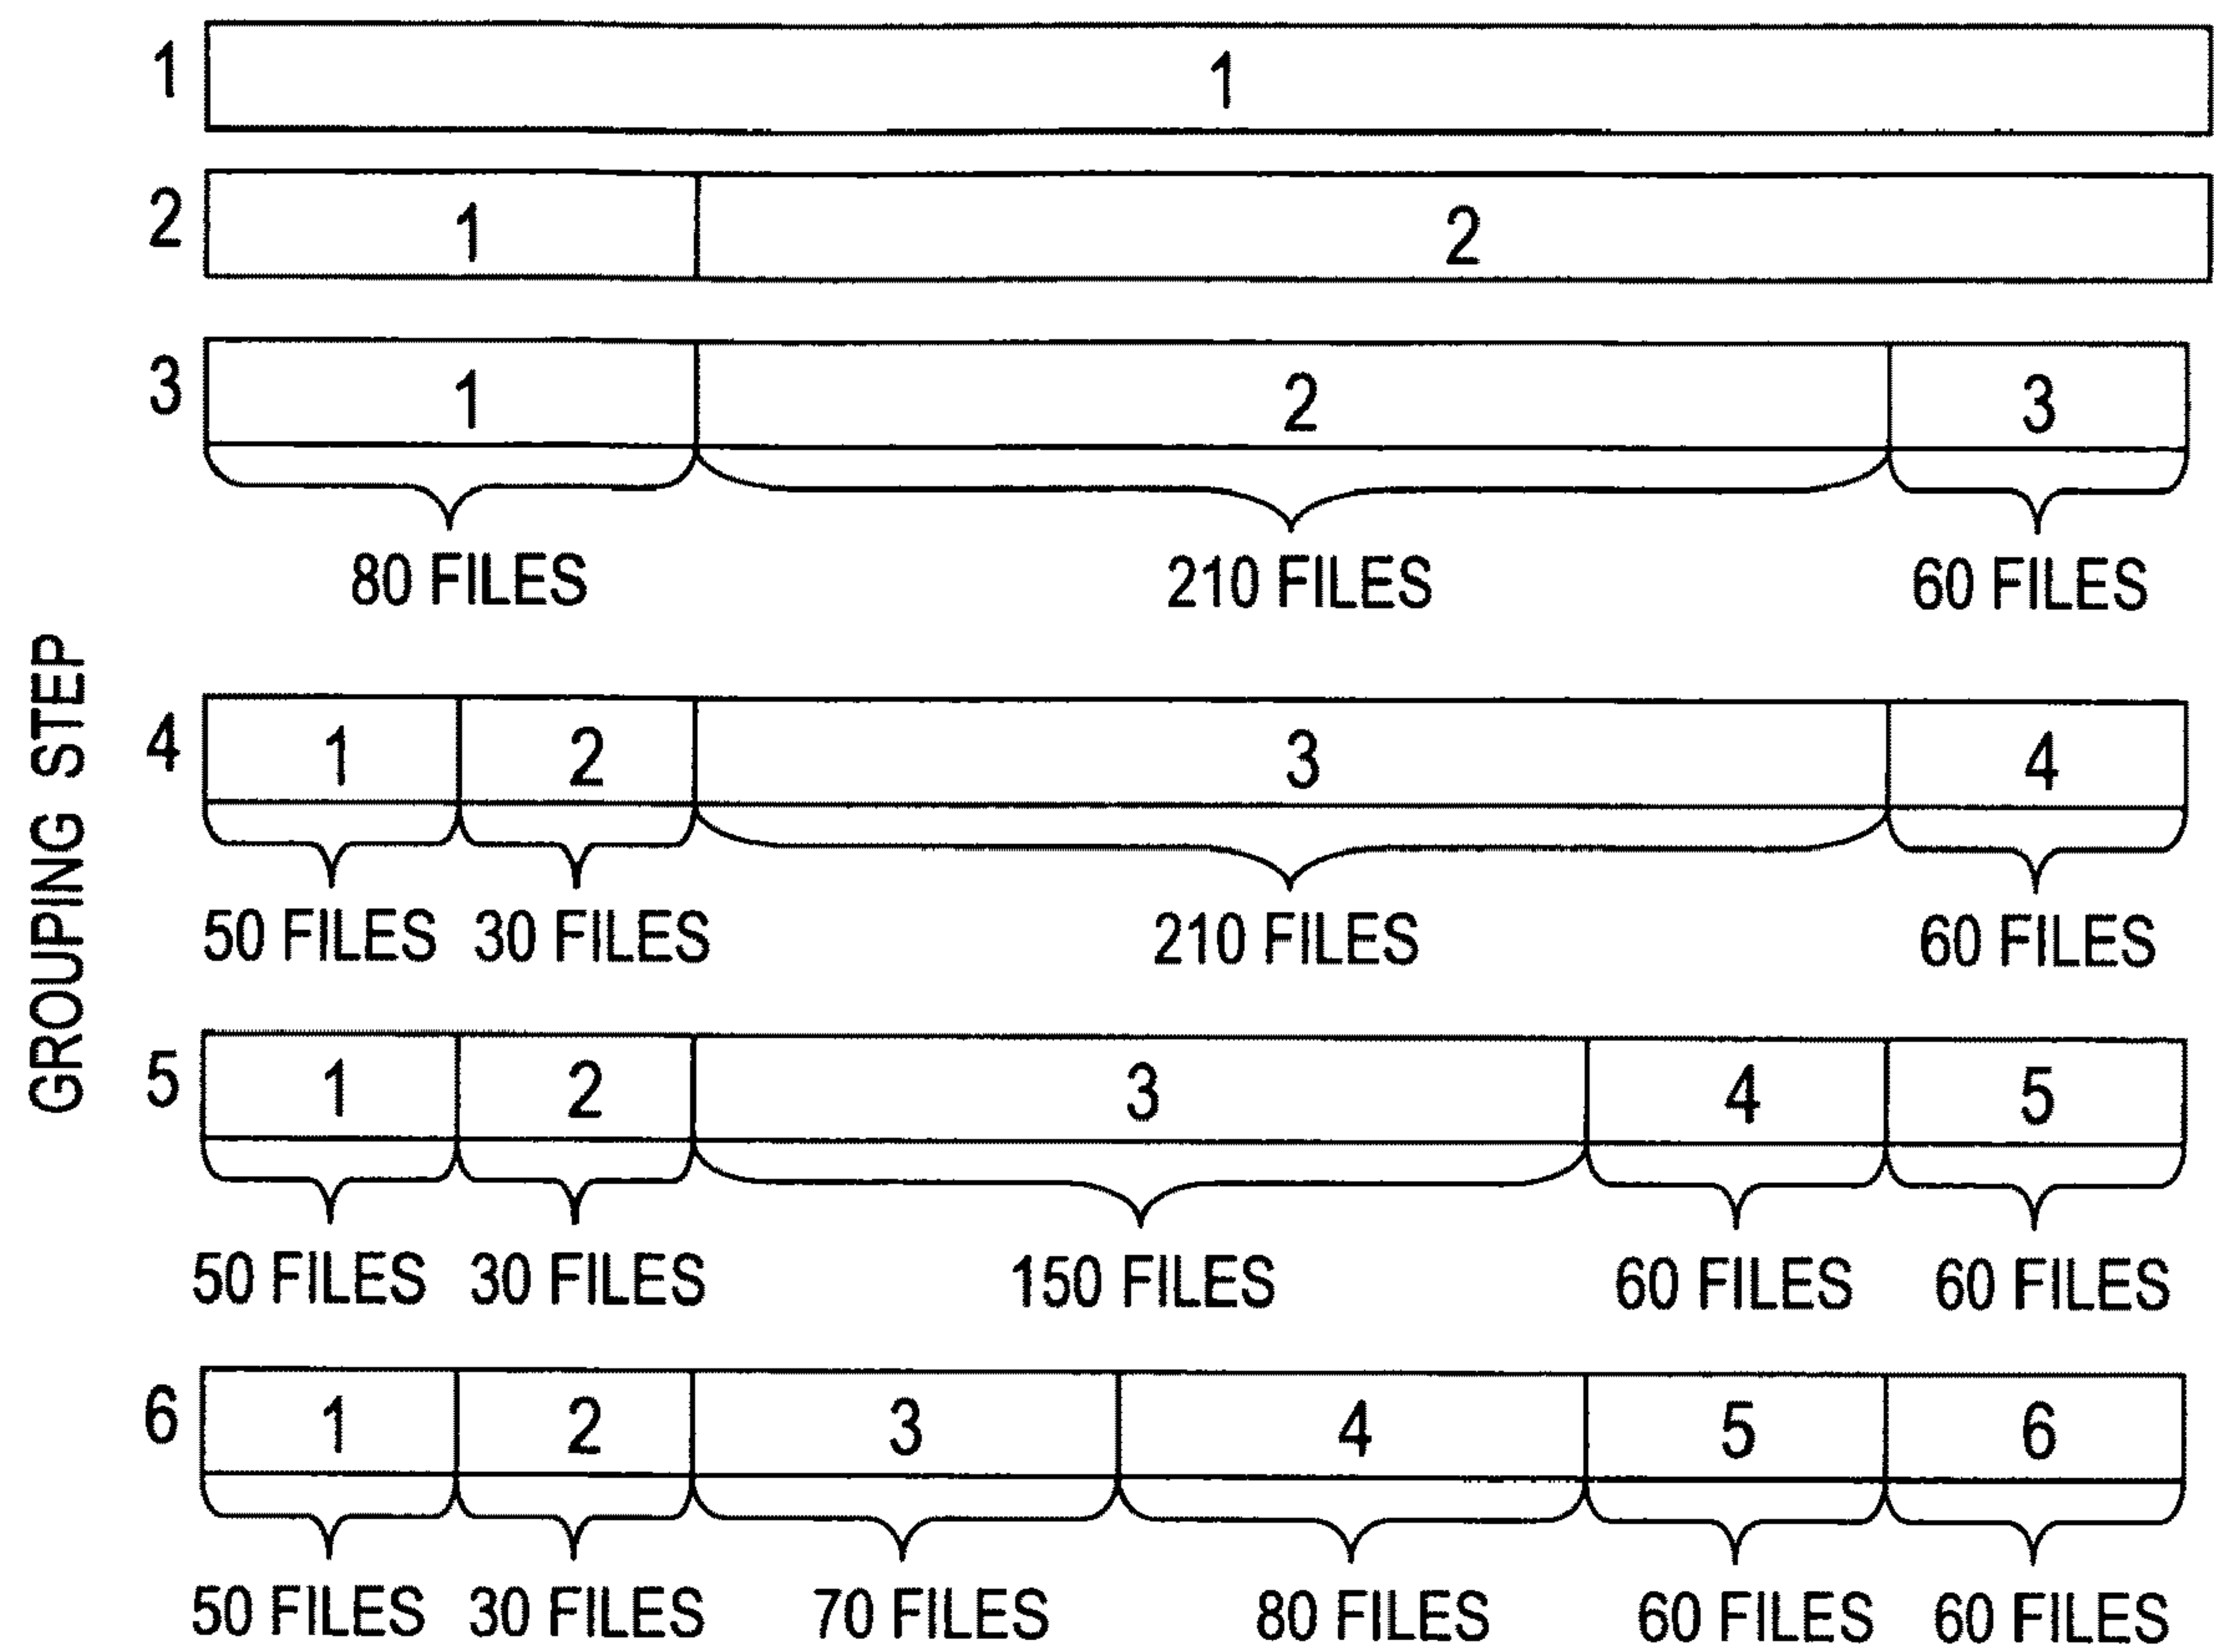 1 1
2 1 2
3 1 2 3
80 FILES 210 FILES 60 FILES
GROUPING STEP
4 1 2 3 4
50 FILES 30 FILES 210 FILES 60 FILES
5 1 2 3 4 5
50 FILES 30 FILES 150 FILES 60 FILES 60 FILES
6 1 2 3 4 5 6
50 FILES 30 FILES 70 FILES 80 FILES 60 FILES 60 FILES